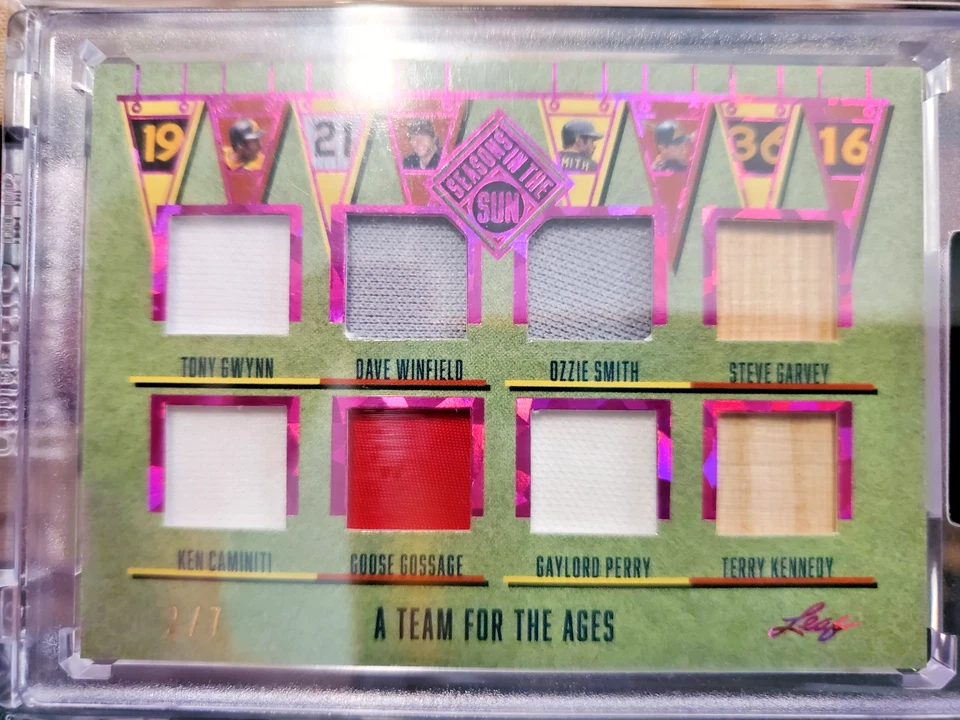 19
21
36
16
SMITH
SEASONS IN THE
SUN
TONY GWYNN
DAVE WINFIELD
OZZIE SMITH
STEVE GARVEY
KEN CAMINITI
GOOSE GOSSAGE
GAYLORD PERRY
TERRY KENNEDY
A TEAM FOR THE AGES
Leaf